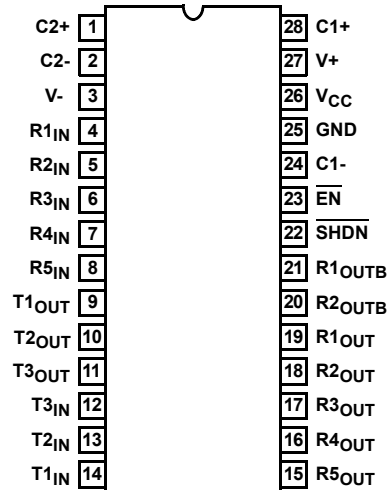 C2+ 1 28 C1+
C2- 2 27 V+
V- 3 26 VCC
R1IN 4 25 GND
R2IN 5 24 C1-
R3IN 6 23 EN
R4IN 7 22 SHDN
R5IN 8 21 R1OUTB
T1OUT 9 20 R2OUTB
T2OUT 10 19 R1OUT
T3OUT 11 18 R2OUT
T3IN 12 17 R3OUT
T2IN 13 16 R4OUT
T1IN 14 15 R5OUT